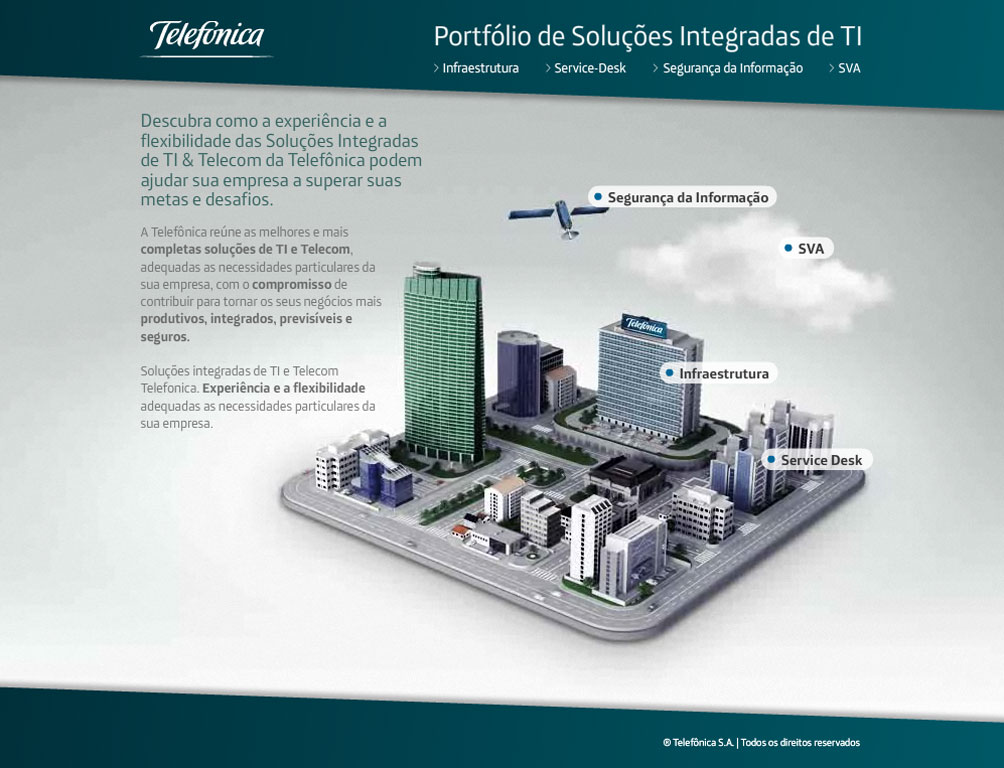 Telefónica
Portfólio de Soluções Integradas de TI
Infraestrutura
Service-Desk
Segurança da Informação
SVA
Descubra como a experiência e a
flexibilidade das Soluções Integradas
de TI & Telecom da Telefônica podem
ajudar sua empresa a superar suas
metas e desafios.
A Telefônica reúne as melhores e mais
completas soluções de TI e Telecom,
adequadas as necessidades particulares da
sua empresa, com o compromisso de
contribuir para tornar os seus negócios mais
produtivos, integrados, previsíveis e
seguros.
Soluções integradas de TI e Telecom
Telefonica. Experiência e a flexibilidade
adequadas as necessidades particulares da
sua empresa.
Segurança da Informação
SVA
Telefónica
Infraestrutura
Service Desk
® Telefônica S.A. | Todos os direitos reservados